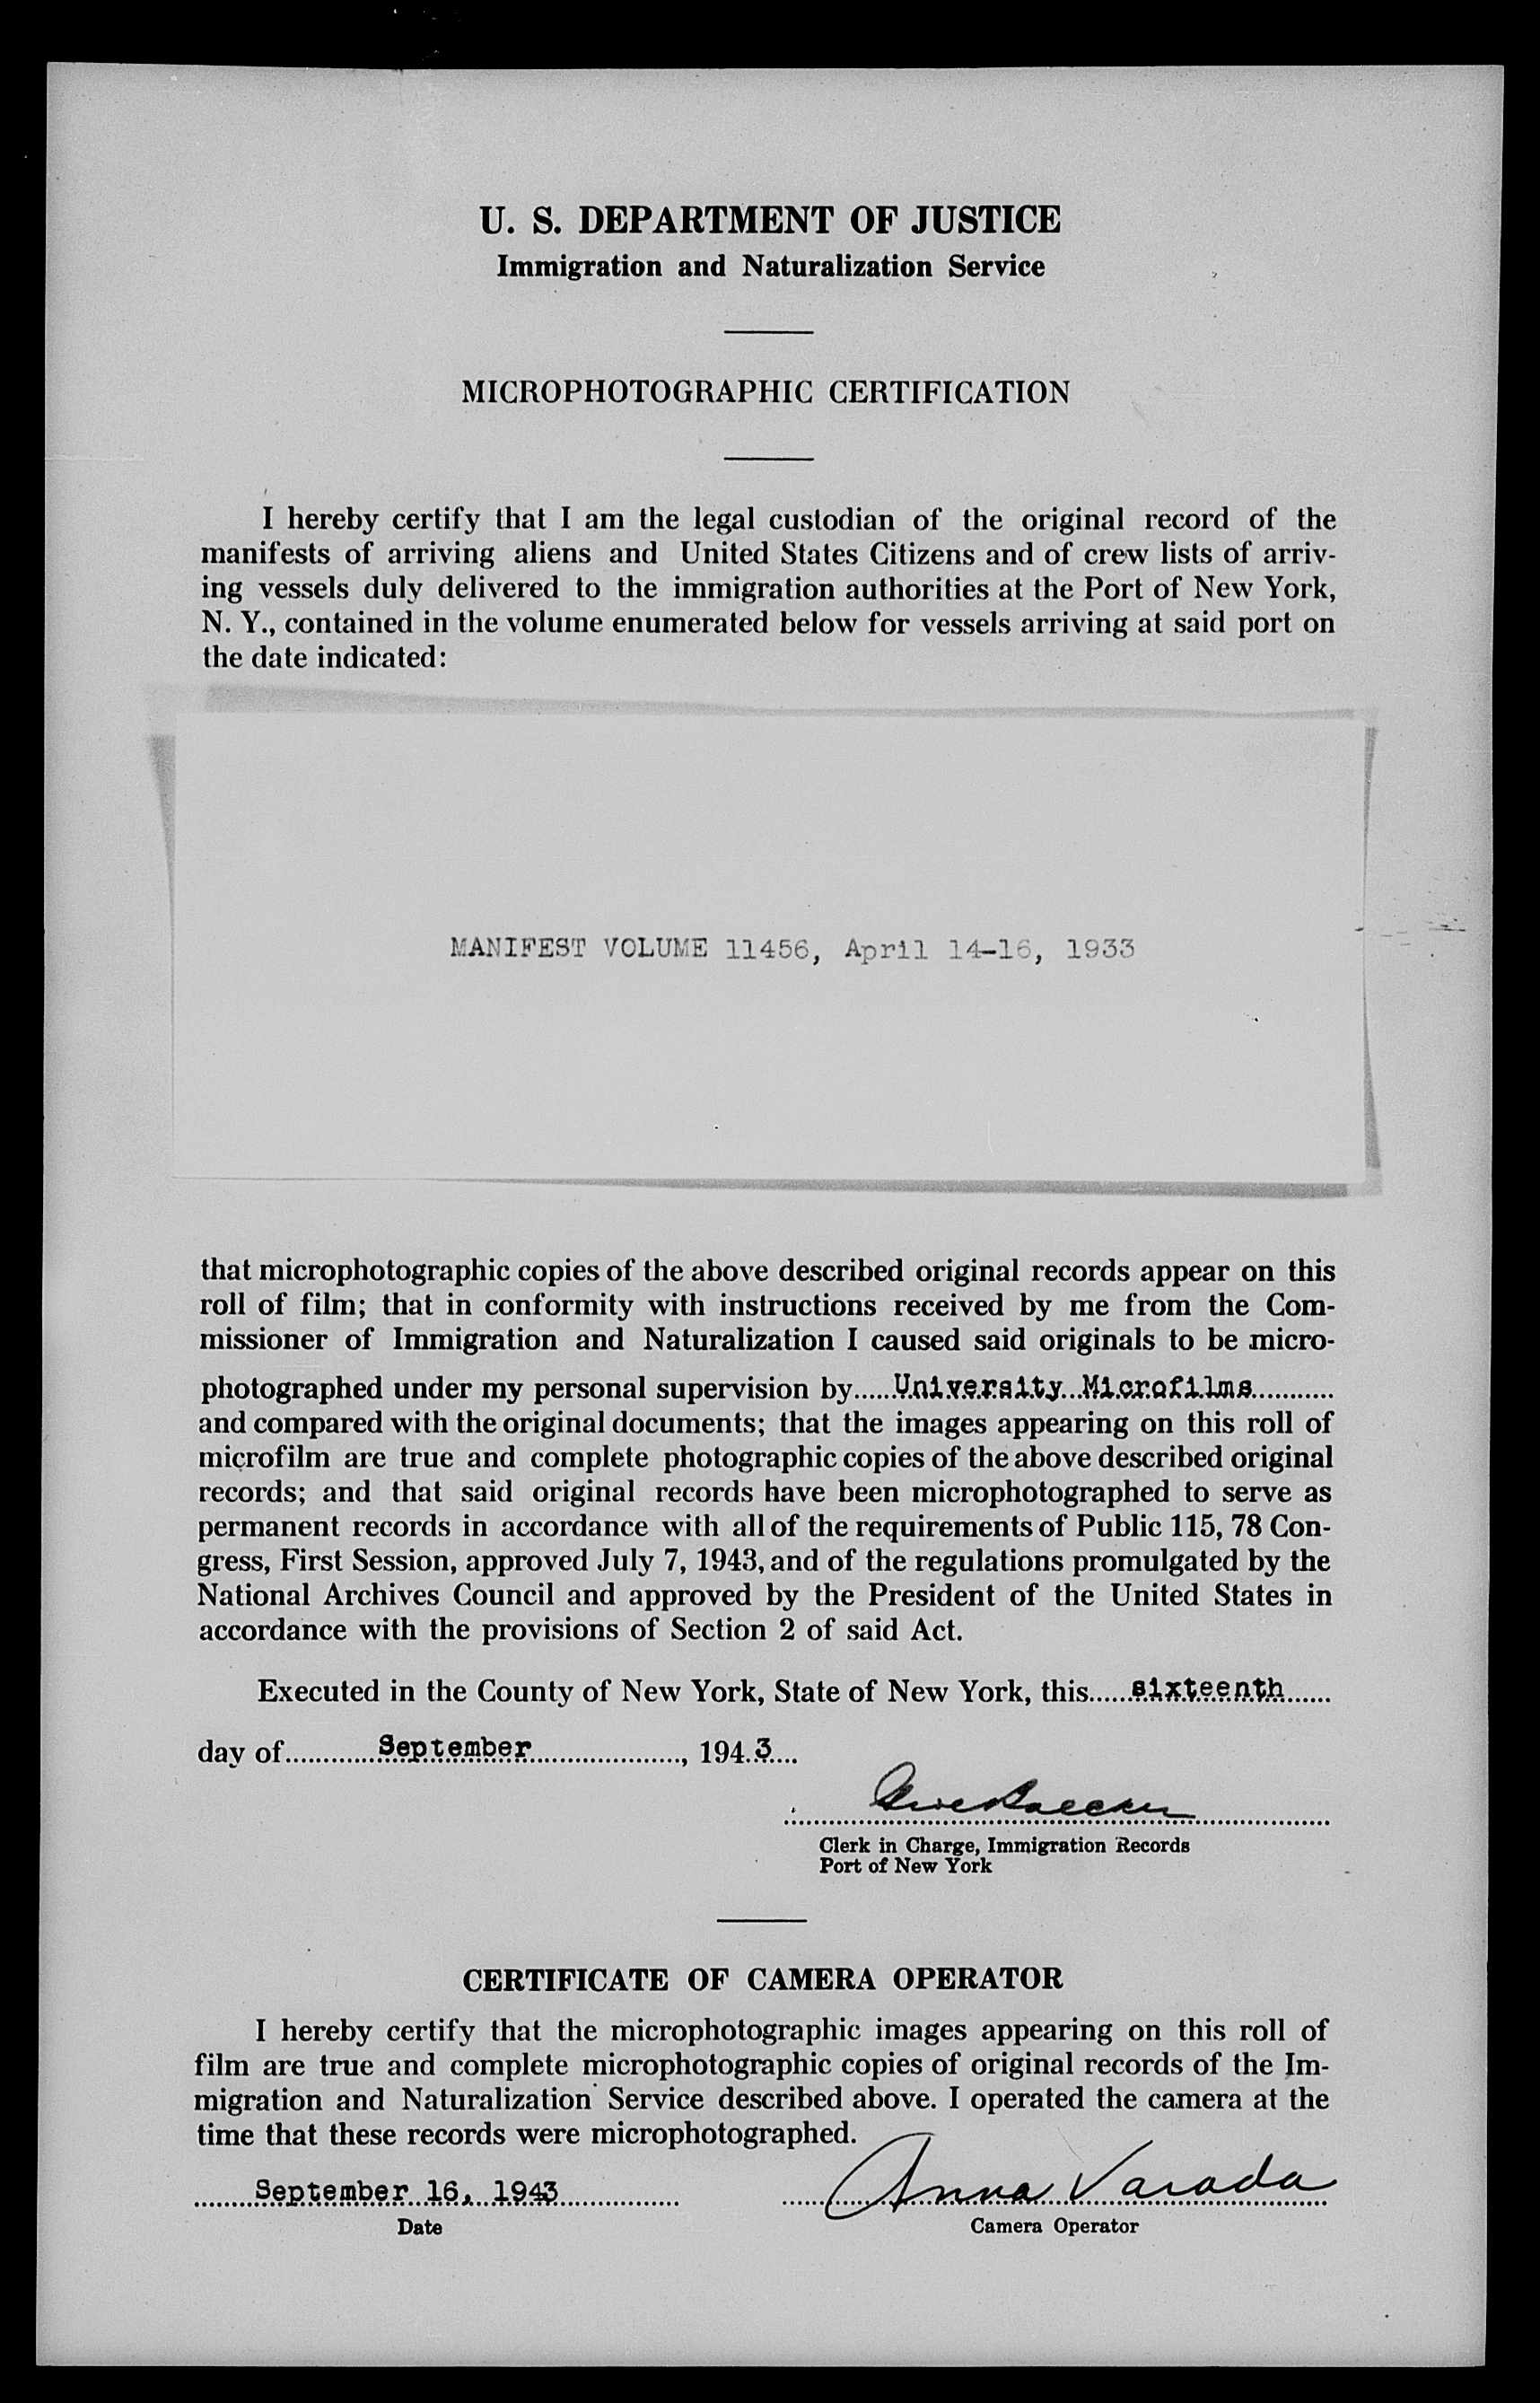 U. S. DEPARTMENT OF JUSTICE
Immigration and Naturalization Service
MICROPHOTOGRAPHIC CERTIFICATION
I hereby certify that I am the legal custodian of the original record of the
manifests of arriving aliens and United States Citizens and of crew lists of arriv-
ing vessels duly delivered to the immigration authorities at the Port of New York,
N. Y., contained in the volume enumerated below for vessels arriving at said port on
the date indicated:
MANIFEST VOLUME 11456, April 14-16, 1933
that microphotographic copies of the above described original records appear on this
roll of film; that in conformity with instructions received by me from the Com-
missioner of Immigration and Naturalization I caused said originals to be micro-
photographed under my personal supervision by University Microfilms
and compared with the original documents; that the images appearing on this roll of
microfilm are true and complete photographic copies of the above described original
records; and that said original records have been microphotographed to serve as
permanent records in accordance with all of the requirements of Public 115, 78 Con-
gress, First Session, approved July 7, 1943, and of the regulations promulgated by the
National Archives Council and approved by the President of the United States in
accordance with the provisions of Section 2 of said Act.
Executed in the County of New York, State of New York, this sixteenth
day of September, 1943
Clerk in Charge, Immigration Records
Port of New York
CERTIFICATE OF CAMERA OPERATOR
I hereby certify that the microphotographic images appearing on this roll of
film are true and complete microphotographic copies of original records of the Im-
migration and Naturalization Service described above. I operated the camera at the
time that these records were microphotographed.
September 16, 1943 Anna Varada
Date Camera Operator